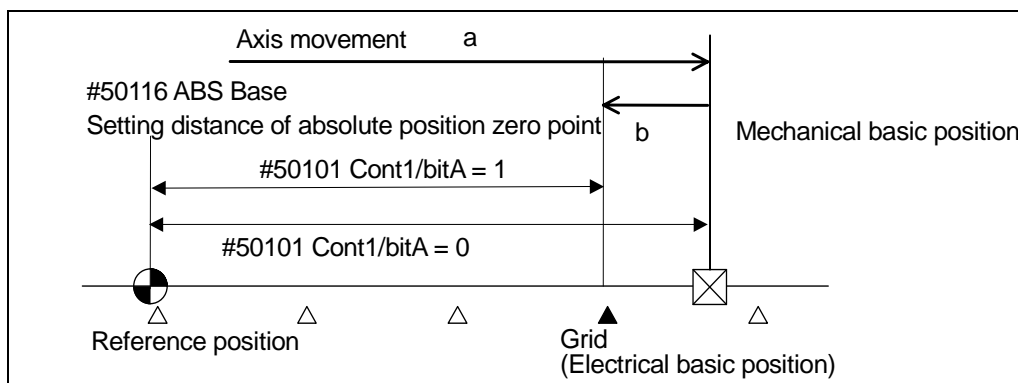 Axis movement a
#50116 ABS Base
Setting distance of absolute position zero point
b
Mechanical basic position
#50101 Cont1/bitA = 1
#50101 Cont1/bitA = 0
Reference position
Grid
(Electrical basic position)